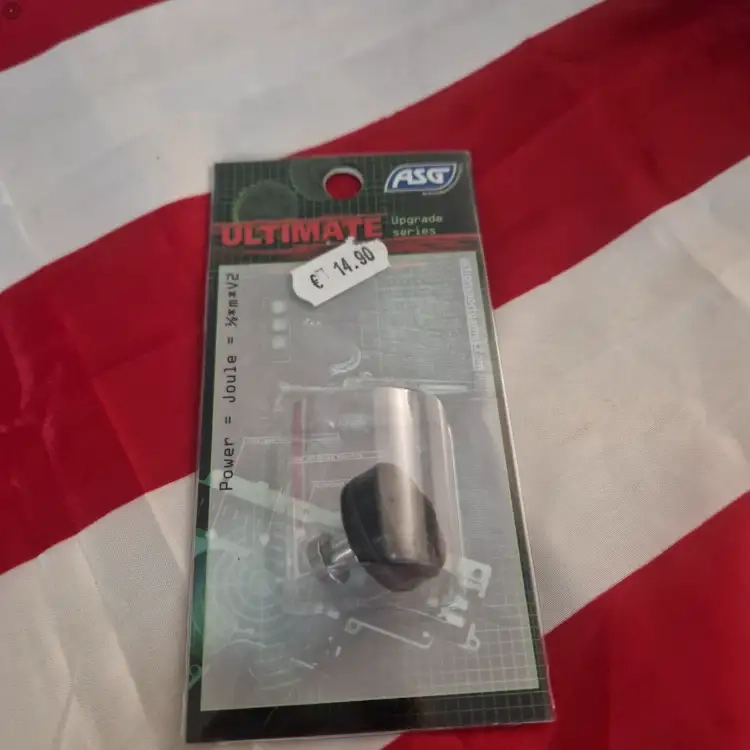 ASG
ULTIMATE
Upgrade
series
€ 14.90
Power = Joule = ½*m*V2